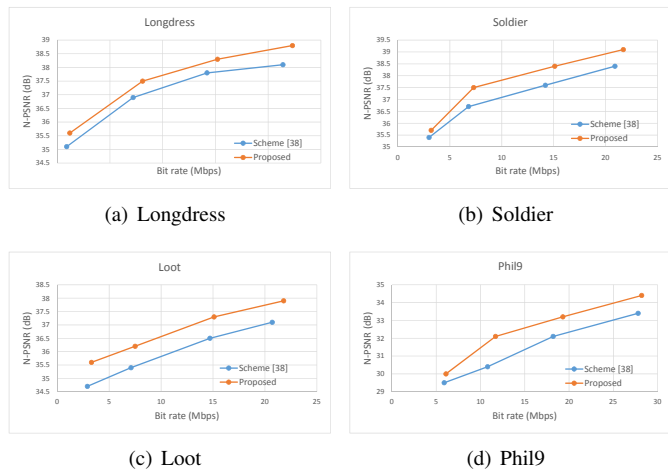 Longdress
39
38.5
38
37.5
37
36.5
36
35.5
35
34.5
N-PSNR (dB)
Bit rate (Mbps)
Scheme [38]
Proposed
(a) Longdress
Soldier
39.5
39
38.5
38
37.5
37
36.5
36
35.5
35
N-PSNR (dB)
0 5 10 15 20 25
Bit rate (Mbps)
Scheme [38]
Proposed
(b) Soldier
Loot
38.5
38
37.5
37
36.5
36
35.5
35
34.5
N-PSNR (dB)
0 5 10 15 20 25
Bit rate (Mbps)
Scheme [38]
Proposed
(c) Loot
Phil9
35
34
33
32
31
30
29
N-PSNR (dB)
0 5 10 15 20 25 30
Bit rate (Mbps)
Scheme [38]
Proposed
(d) Phil9